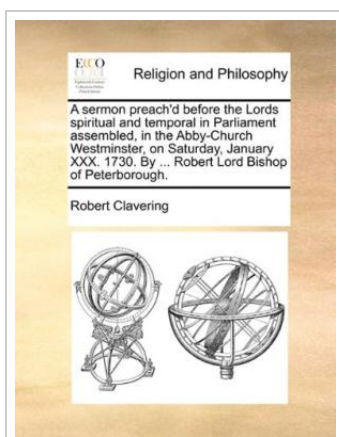 ECCO
Religion and Philosophy
A sermon preach'd before the Lords
spiritual and temporal in Parliament
assembled, in the Abby-Church
Westminster, on Saturday, January
XXX. 1730. By ... Robert Lord Bishop
of Peterborough.
Robert Clavering